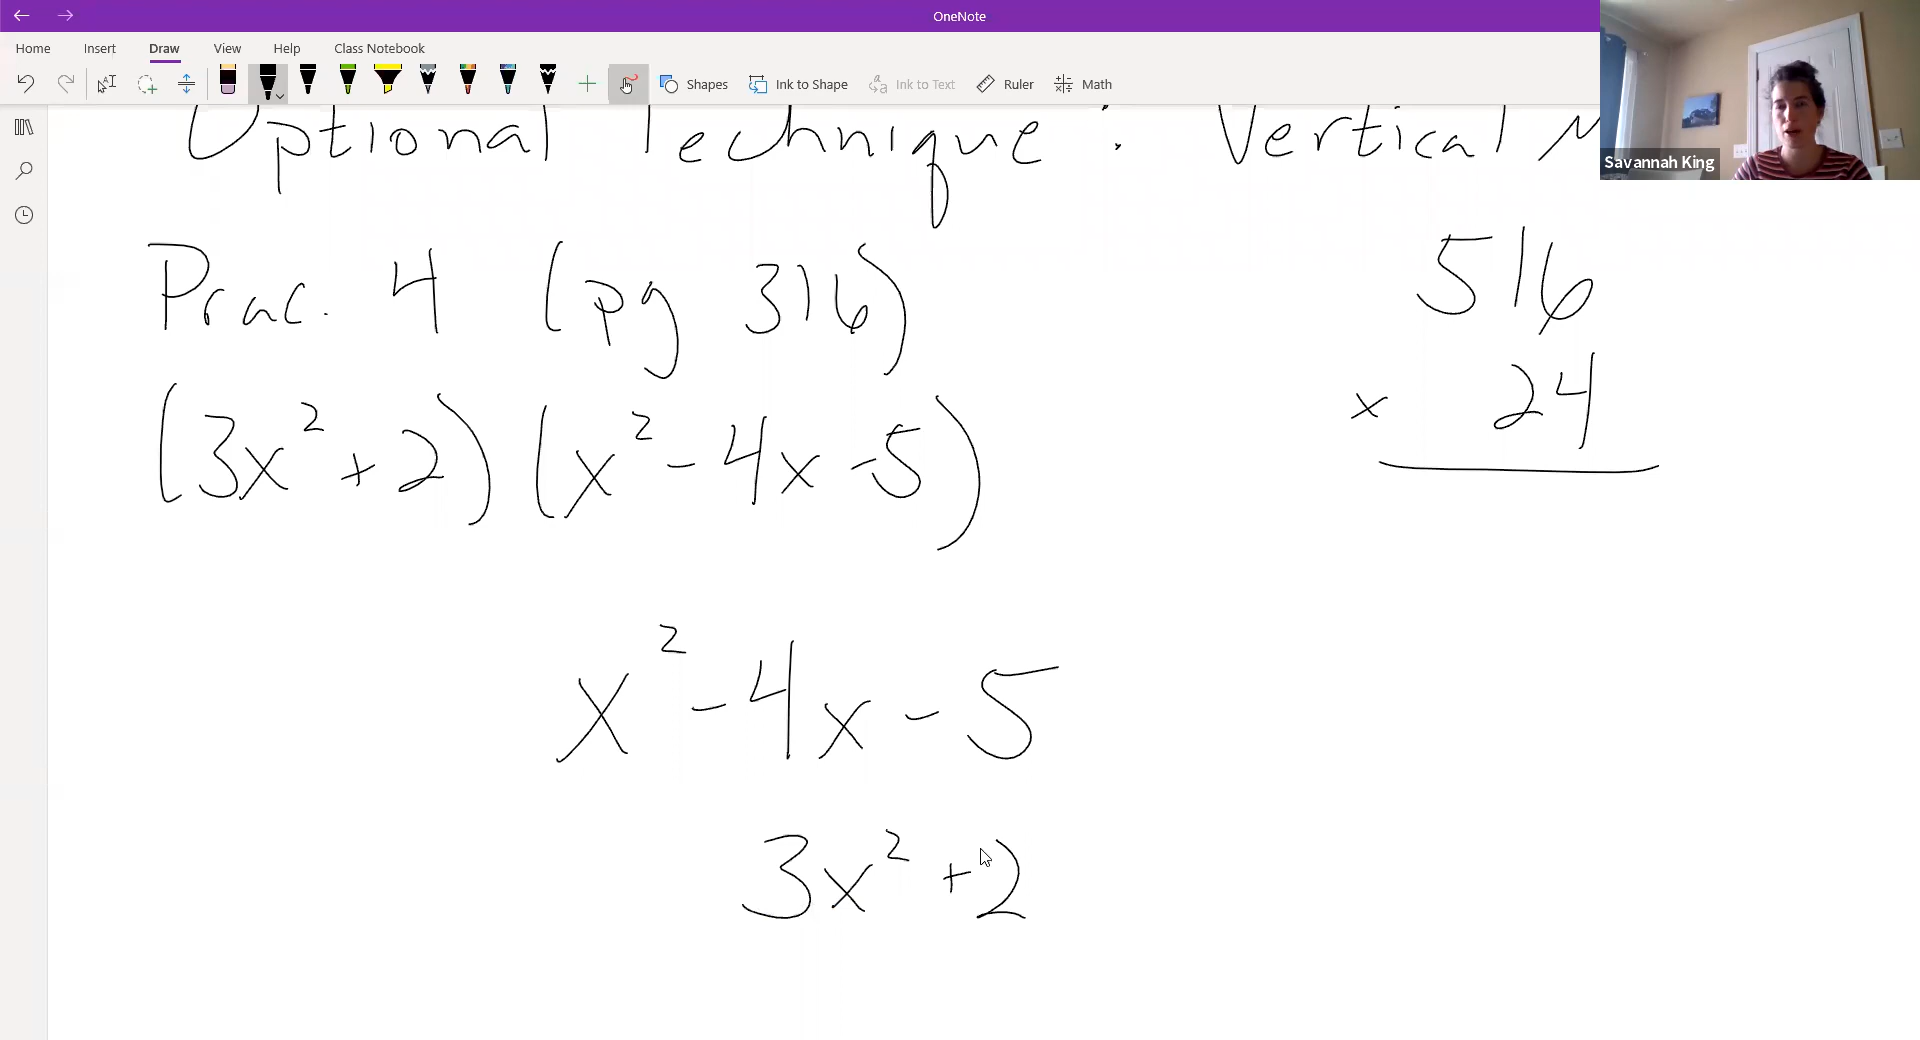 OneNote
Home Insert Draw View Help Class Notebook
Shapes Ink to Shape Ink to Text Ruler Math
Savannah King
Optional Technique : Vertical
Prac. 4 (pg 316)
(3x² + 2) (x² - 4x - 5)
x² - 4x - 5
3x² + 2
516
x 24